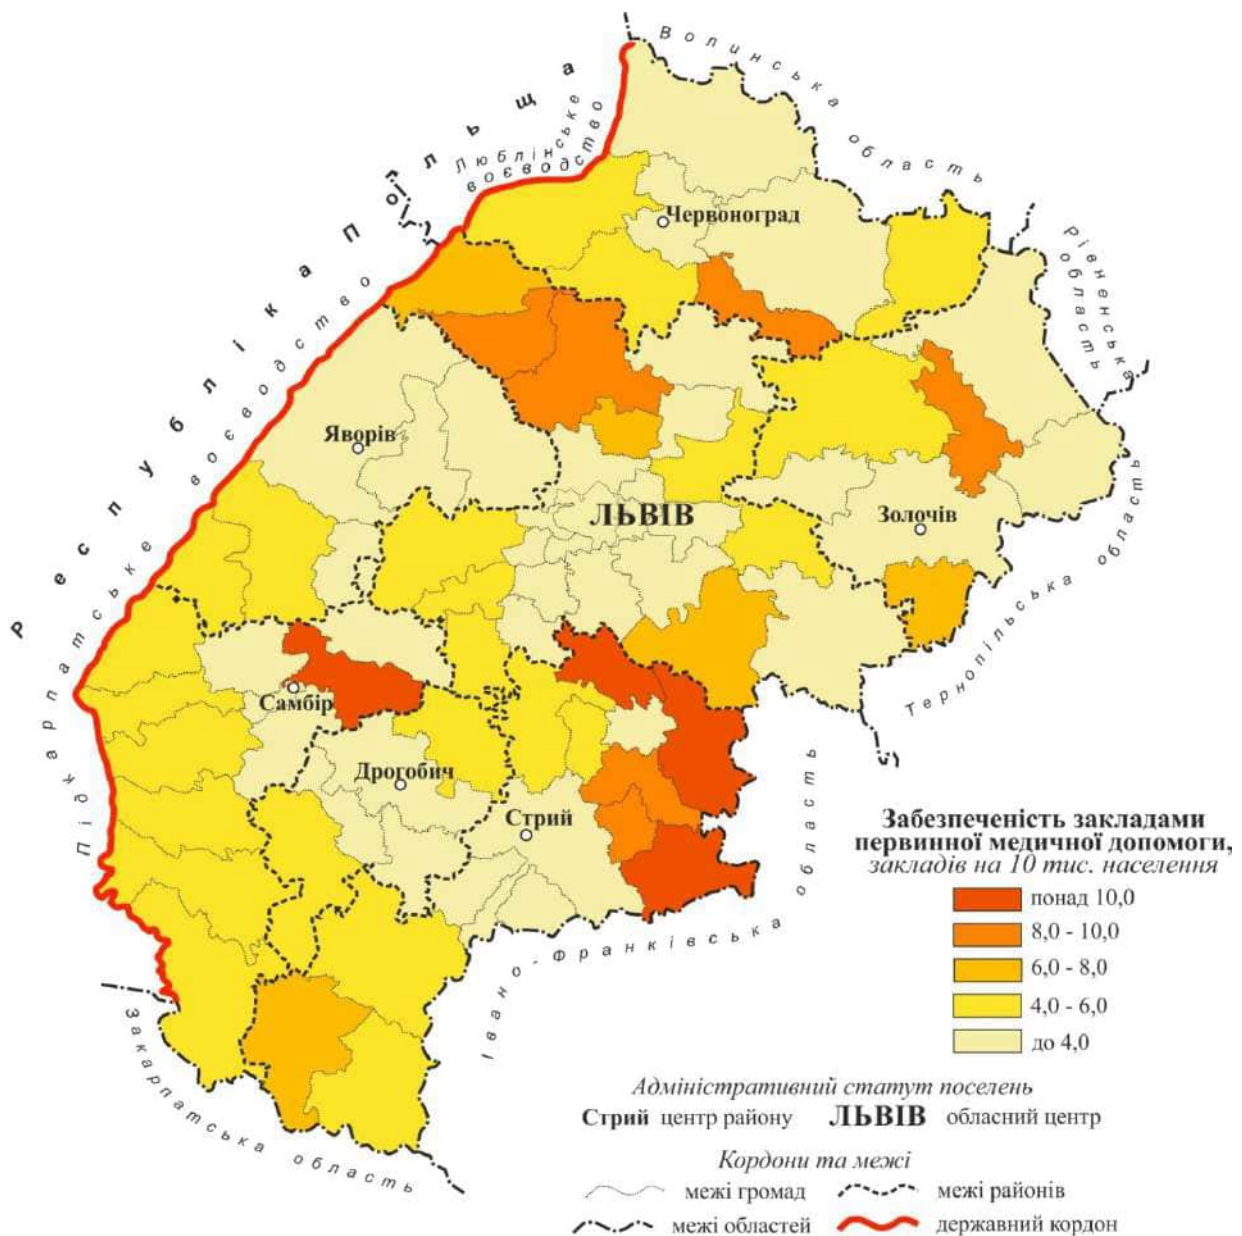 Волинська область
Республіка Польща
Люблінське
воєводство
Рівненська
область
Червоноград
Підкарпатське воєводство
Яворів
ЛЬВІВ
Золочів
Тернопільська область
Самбір
Дрогобич
Стрий
Івано-Франківська область
Закарпатська область
Забезпеченість закладами
первинної медичної допомоги,
закладів на 10 тис. населення
понад 10,0
8,0 - 10,0
6,0 - 8,0
4,0 - 6,0
до 4,0
Адміністративний статут поселень
Стрий центр району ЛЬВІВ обласний центр
Кордони та межі
межі громад межі районів
межі областей державний кордон